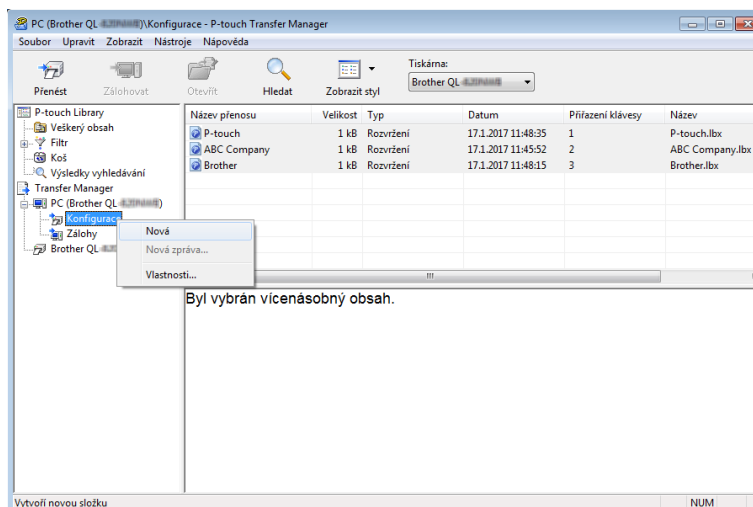 PC (Brother QL )\Konfigurace - P-touch Transfer Manager
Soubor Upravit Zobrazit Nástroje Nápověda
Přenést Zálohovat Otevřít Hledat Zobrazit styl
Tiskárna:
Brother QL
P-touch Library
Veškerý obsah
Filtr
Koš
Výsledky vyhledávání
Transfer Manager
PC (Brother QL )
Konfigurace
Zálohy
Brother QL
Nová
Nová zpráva...
Vlastnosti...
Název přenosu Velikost Typ Datum Přiřazení klávesy Název
P-touch 1 kB Rozvržení 17.1.2017 11:48:35 1 P-touch.lbx
ABC Company 1 kB Rozvržení 17.1.2017 11:45:52 2 ABC Company.lbx
Brother 1 kB Rozvržení 17.1.2017 11:48:15 3 Brother.lbx
Byl vybrán vícenásobný obsah.
Vytvoří novou složku NUM